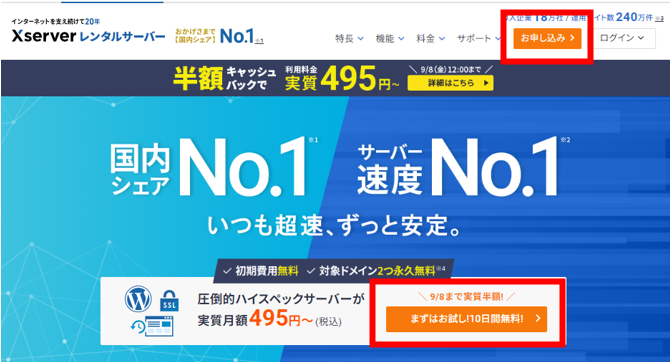 インターネットを支え続けて20年
Xserver レンタルサーバー
おかげさまで
【国内シェア】
No.1 ※1
入企業 18万社 / 運用サイト数 240万件 ※3
特長
機能
料金
サポート
お申し込み
ログイン
半額 キャッシュバックで
利用料金 実質 495円～
＼ 9/8(金)12:00まで ／
詳細はこちら
国内シェア No.1 ※1
サーバー速度 No.1 ※2
いつも超速、ずっと安定。
初期費用無料 対象ドメイン2つ永久無料※4
SSL
圧倒的ハイスペックサーバーが
実質月額495円～(税込)
＼ 9/8まで実質半額! ／
まずはお試し!10日間無料!